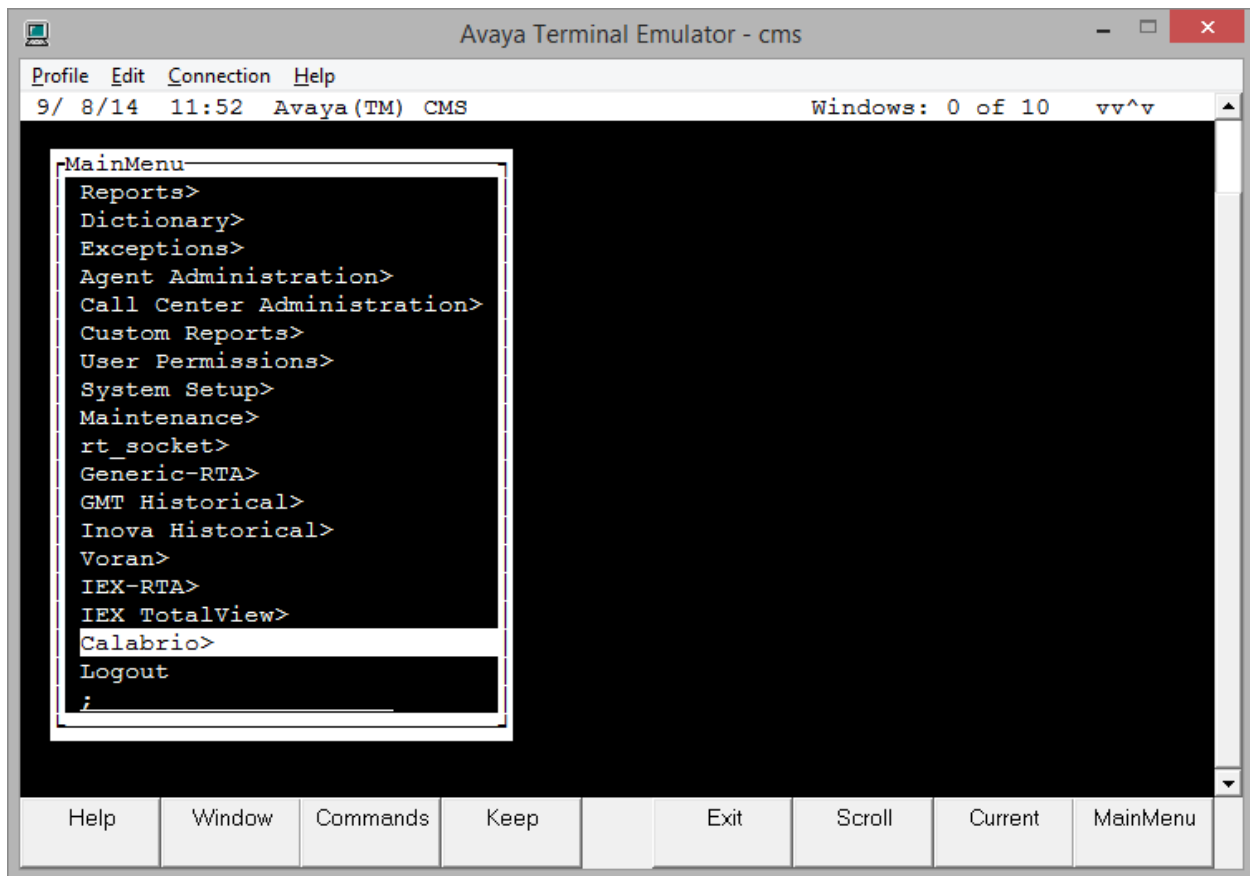 Avaya Terminal Emulator - cms
Profile Edit Connection Help
9/ 8/14 11:52 Avaya(TM) CMS Windows: 0 of 10 vv^v
MainMenu
Reports>
Dictionary>
Exceptions>
Agent Administration>
Call Center Administration>
Custom Reports>
User Permissions>
System Setup>
Maintenance>
rt_socket>
Generic-RTA>
GMT Historical>
Inova Historical>
Voran>
IEX-RTA>
IEX TotalView>
Calabrio>
Logout
;
Help Window Commands Keep Exit Scroll Current MainMenu